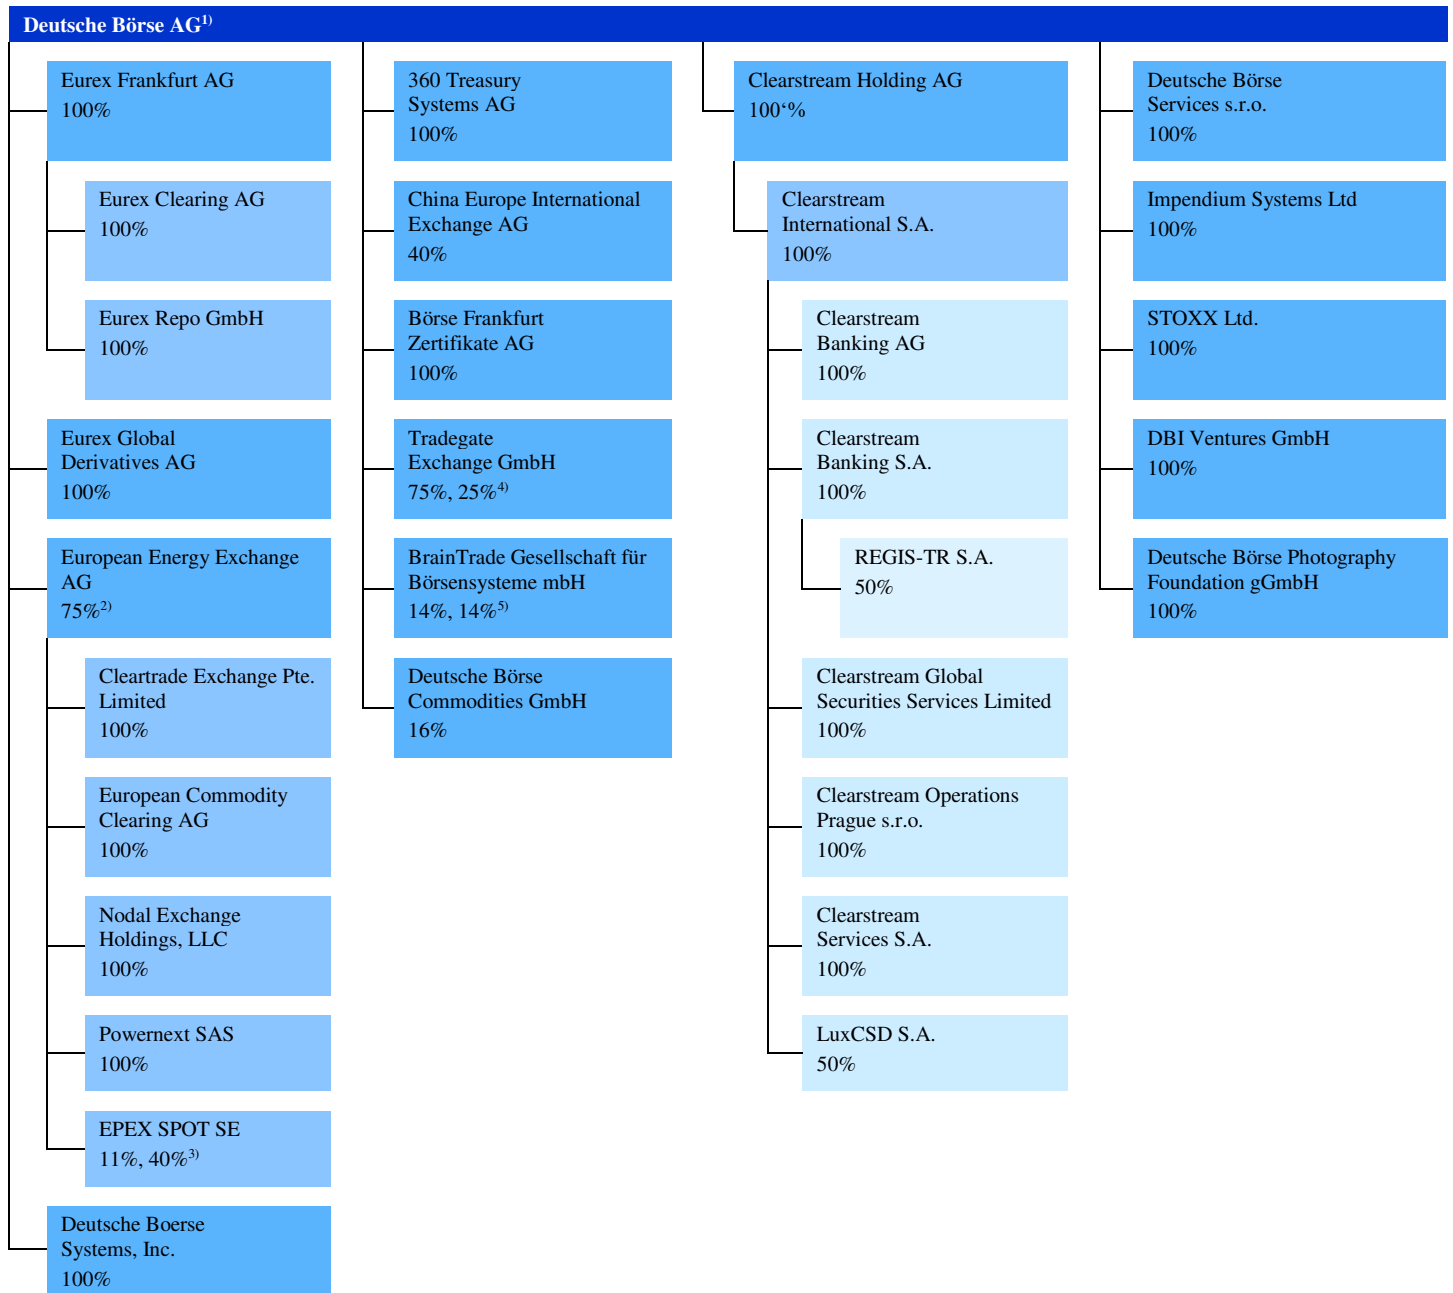 Deutsche Börse AG1)
Eurex Frankfurt AG
100%
Eurex Clearing AG
100%
Eurex Repo GmbH
100%
Eurex Global
Derivatives AG
100%
European Energy Exchange
AG
75%2)
Cleartrade Exchange Pte.
Limited
100%
European Commodity
Clearing AG
100%
Nodal Exchange
Holdings, LLC
100%
Powernext SAS
100%
EPEX SPOT SE
11%, 40%3)
Deutsche Boerse
Systems, Inc.
100%
360 Treasury
Systems AG
100%
China Europe International
Exchange AG
40%
Börse Frankfurt
Zertifikate AG
100%
Tradegate
Exchange GmbH
75%, 25%4)
BrainTrade Gesellschaft für
Börsensysteme mbH
14%, 14%5)
Deutsche Börse
Commodities GmbH
16%
Clearstream Holding AG
100‘%
Clearstream
International S.A.
100%
Clearstream
Banking AG
100%
Clearstream
Banking S.A.
100%
REGIS-TR S.A.
50%
Clearstream Global
Securities Services Limited
100%
Clearstream Operations
Prague s.r.o.
100%
Clearstream
Services S.A.
100%
LuxCSD S.A.
50%
Deutsche Börse
Services s.r.o.
100%
Impendium Systems Ltd
100%
STOXX Ltd.
100%
DBI Ventures GmbH
100%
Deutsche Börse Photography
Foundation gGmbH
100%